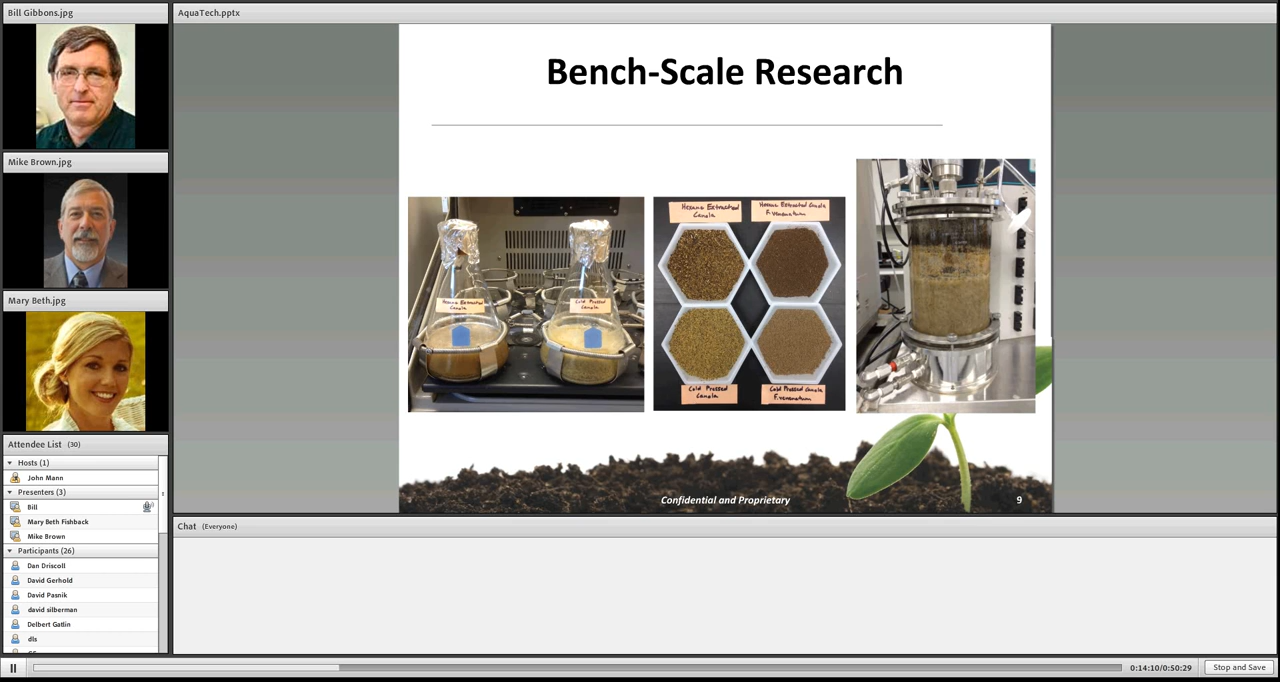 Bill Gibbons.jpg
Mike Brown.jpg
Mary Beth.jpg
Attendee List (30)
Hosts (1)
John Mann
Presenters (3)
Bill
Mary Beth Fishback
Mike Brown
Participants (26)
Dan Driscoll
David Gerhold
David Pasnik
david silberman
Delbert Gatlin
dls
AquaTech.pptx
Bench-Scale Research
Hexane Extracted
Canola
Cold Pressed
Canola
Hexane Extracted
Canola
Hexane Extracted Canola
F. venenatum
Cold Pressed
Canola
Cold Pressed Canola
F. venenatum
Confidential and Proprietary
9
Chat (Everyone)
0:14:10/0:50:29
Stop and Save